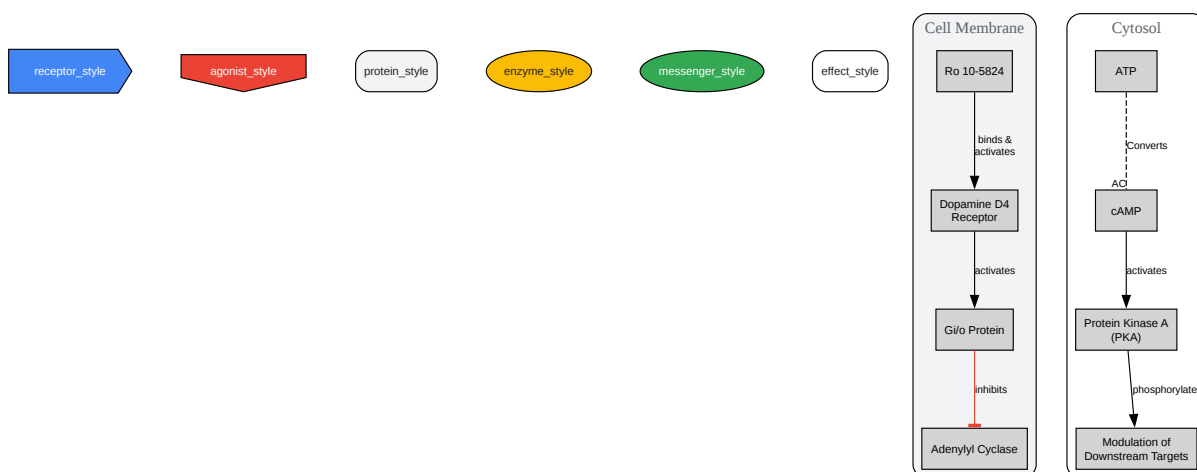 Cell Membrane
Cytosol
receptor_style
agonist_style
protein_style
enzyme_style
messenger_style
effect_style
Ro 10-5824
ATP
binds &
activates
Converts
AC
Dopamine D4
Receptor
cAMP
activates
activates
Gi/o Protein
Protein Kinase A
(PKA)
inhibits
phosphorylate
Adenylyl Cyclase
Modulation of
Downstream Targets